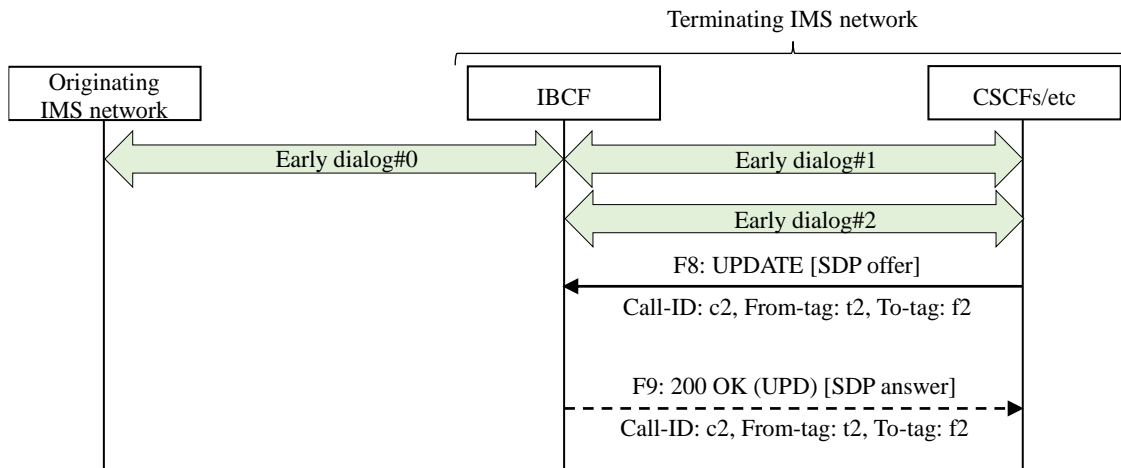 Terminating IMS network
Originating
IMS network
IBCF
CSCFs/etc
Early dialog#0
Early dialog#1
Early dialog#2
F8: UPDATE [SDP offer]
Call-ID: c2, From-tag: t2, To-tag: f2
F9: 200 OK (UPD) [SDP answer]
Call-ID: c2, From-tag: t2, To-tag: f2